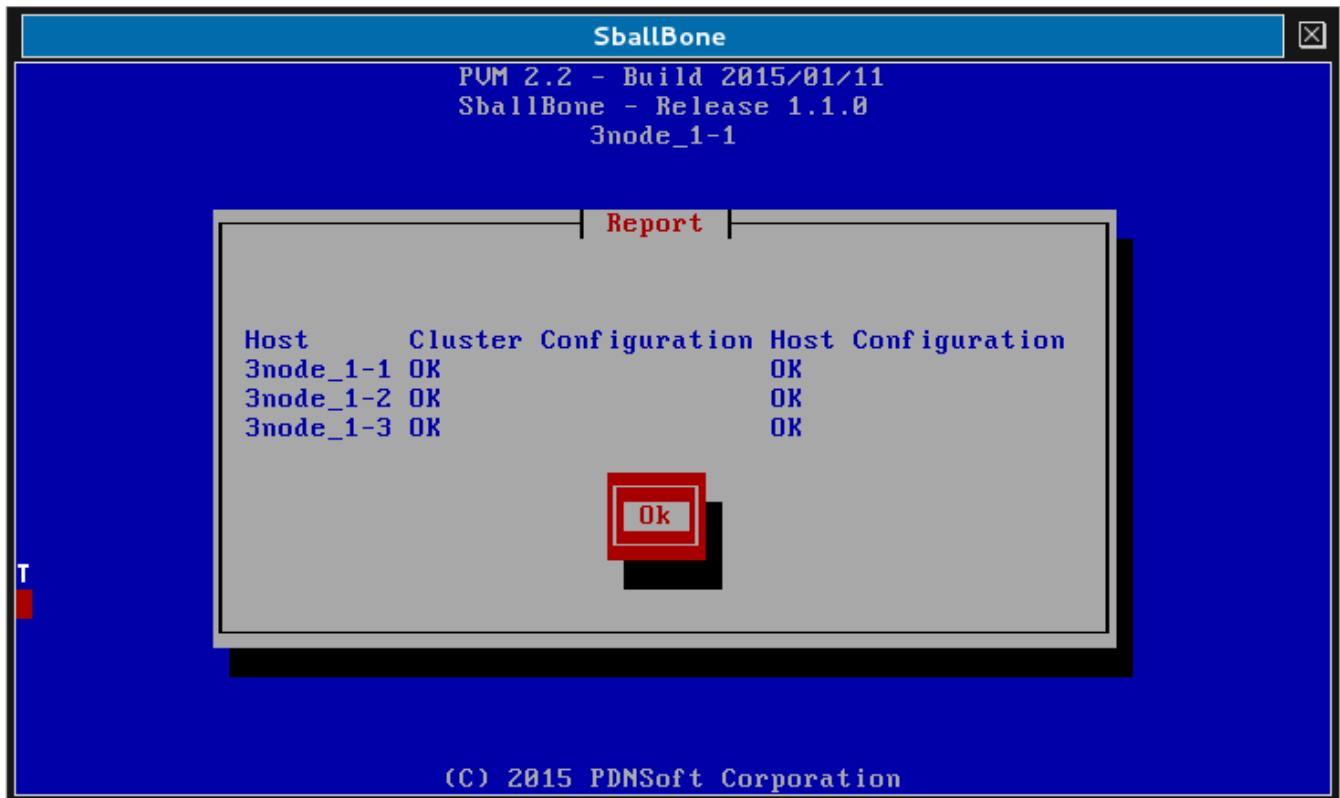 SballBone
PVM 2.2 - Build 2015/01/11
SballBone - Release 1.1.0
3node_1-1
Report
Host Cluster Configuration Host Configuration
3node_1-1 OK OK
3node_1-2 OK OK
3node_1-3 OK OK
Ok
T
(C) 2015 PDNSoft Corporation